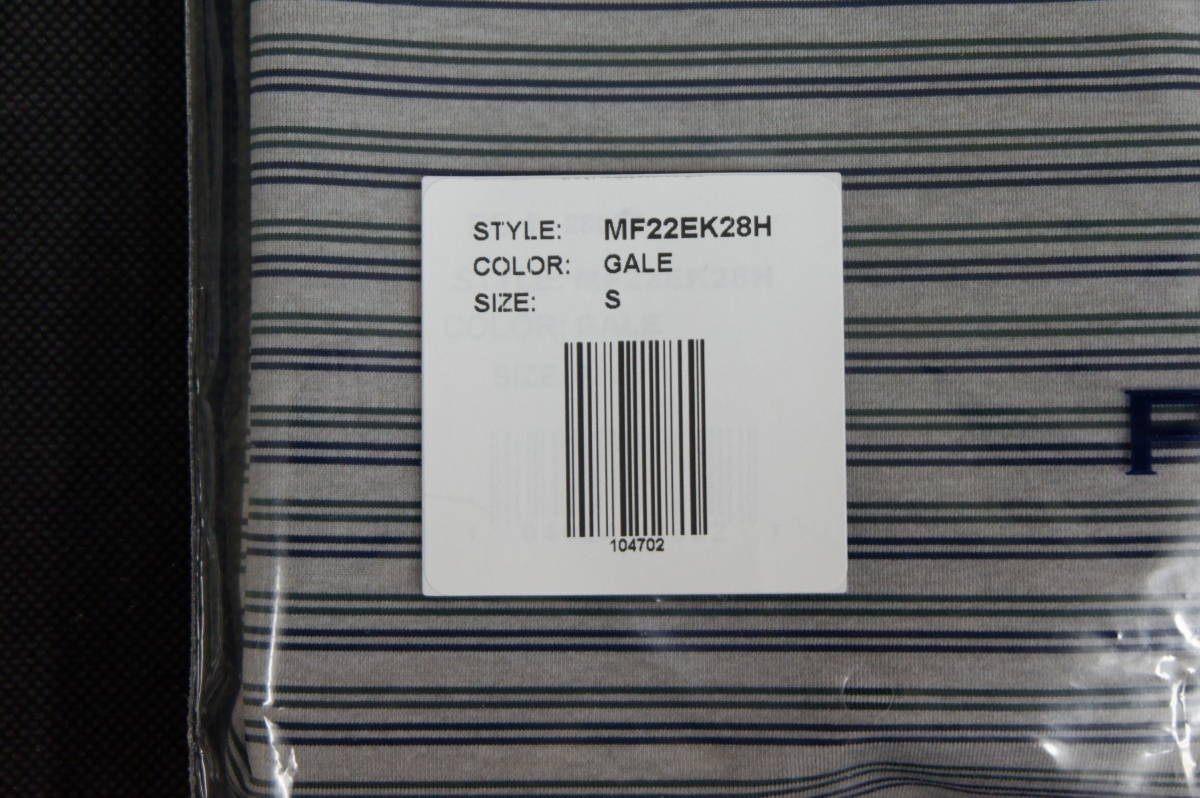 STYLE: MF22EK28H
COLOR: GALE
SIZE: S
104702